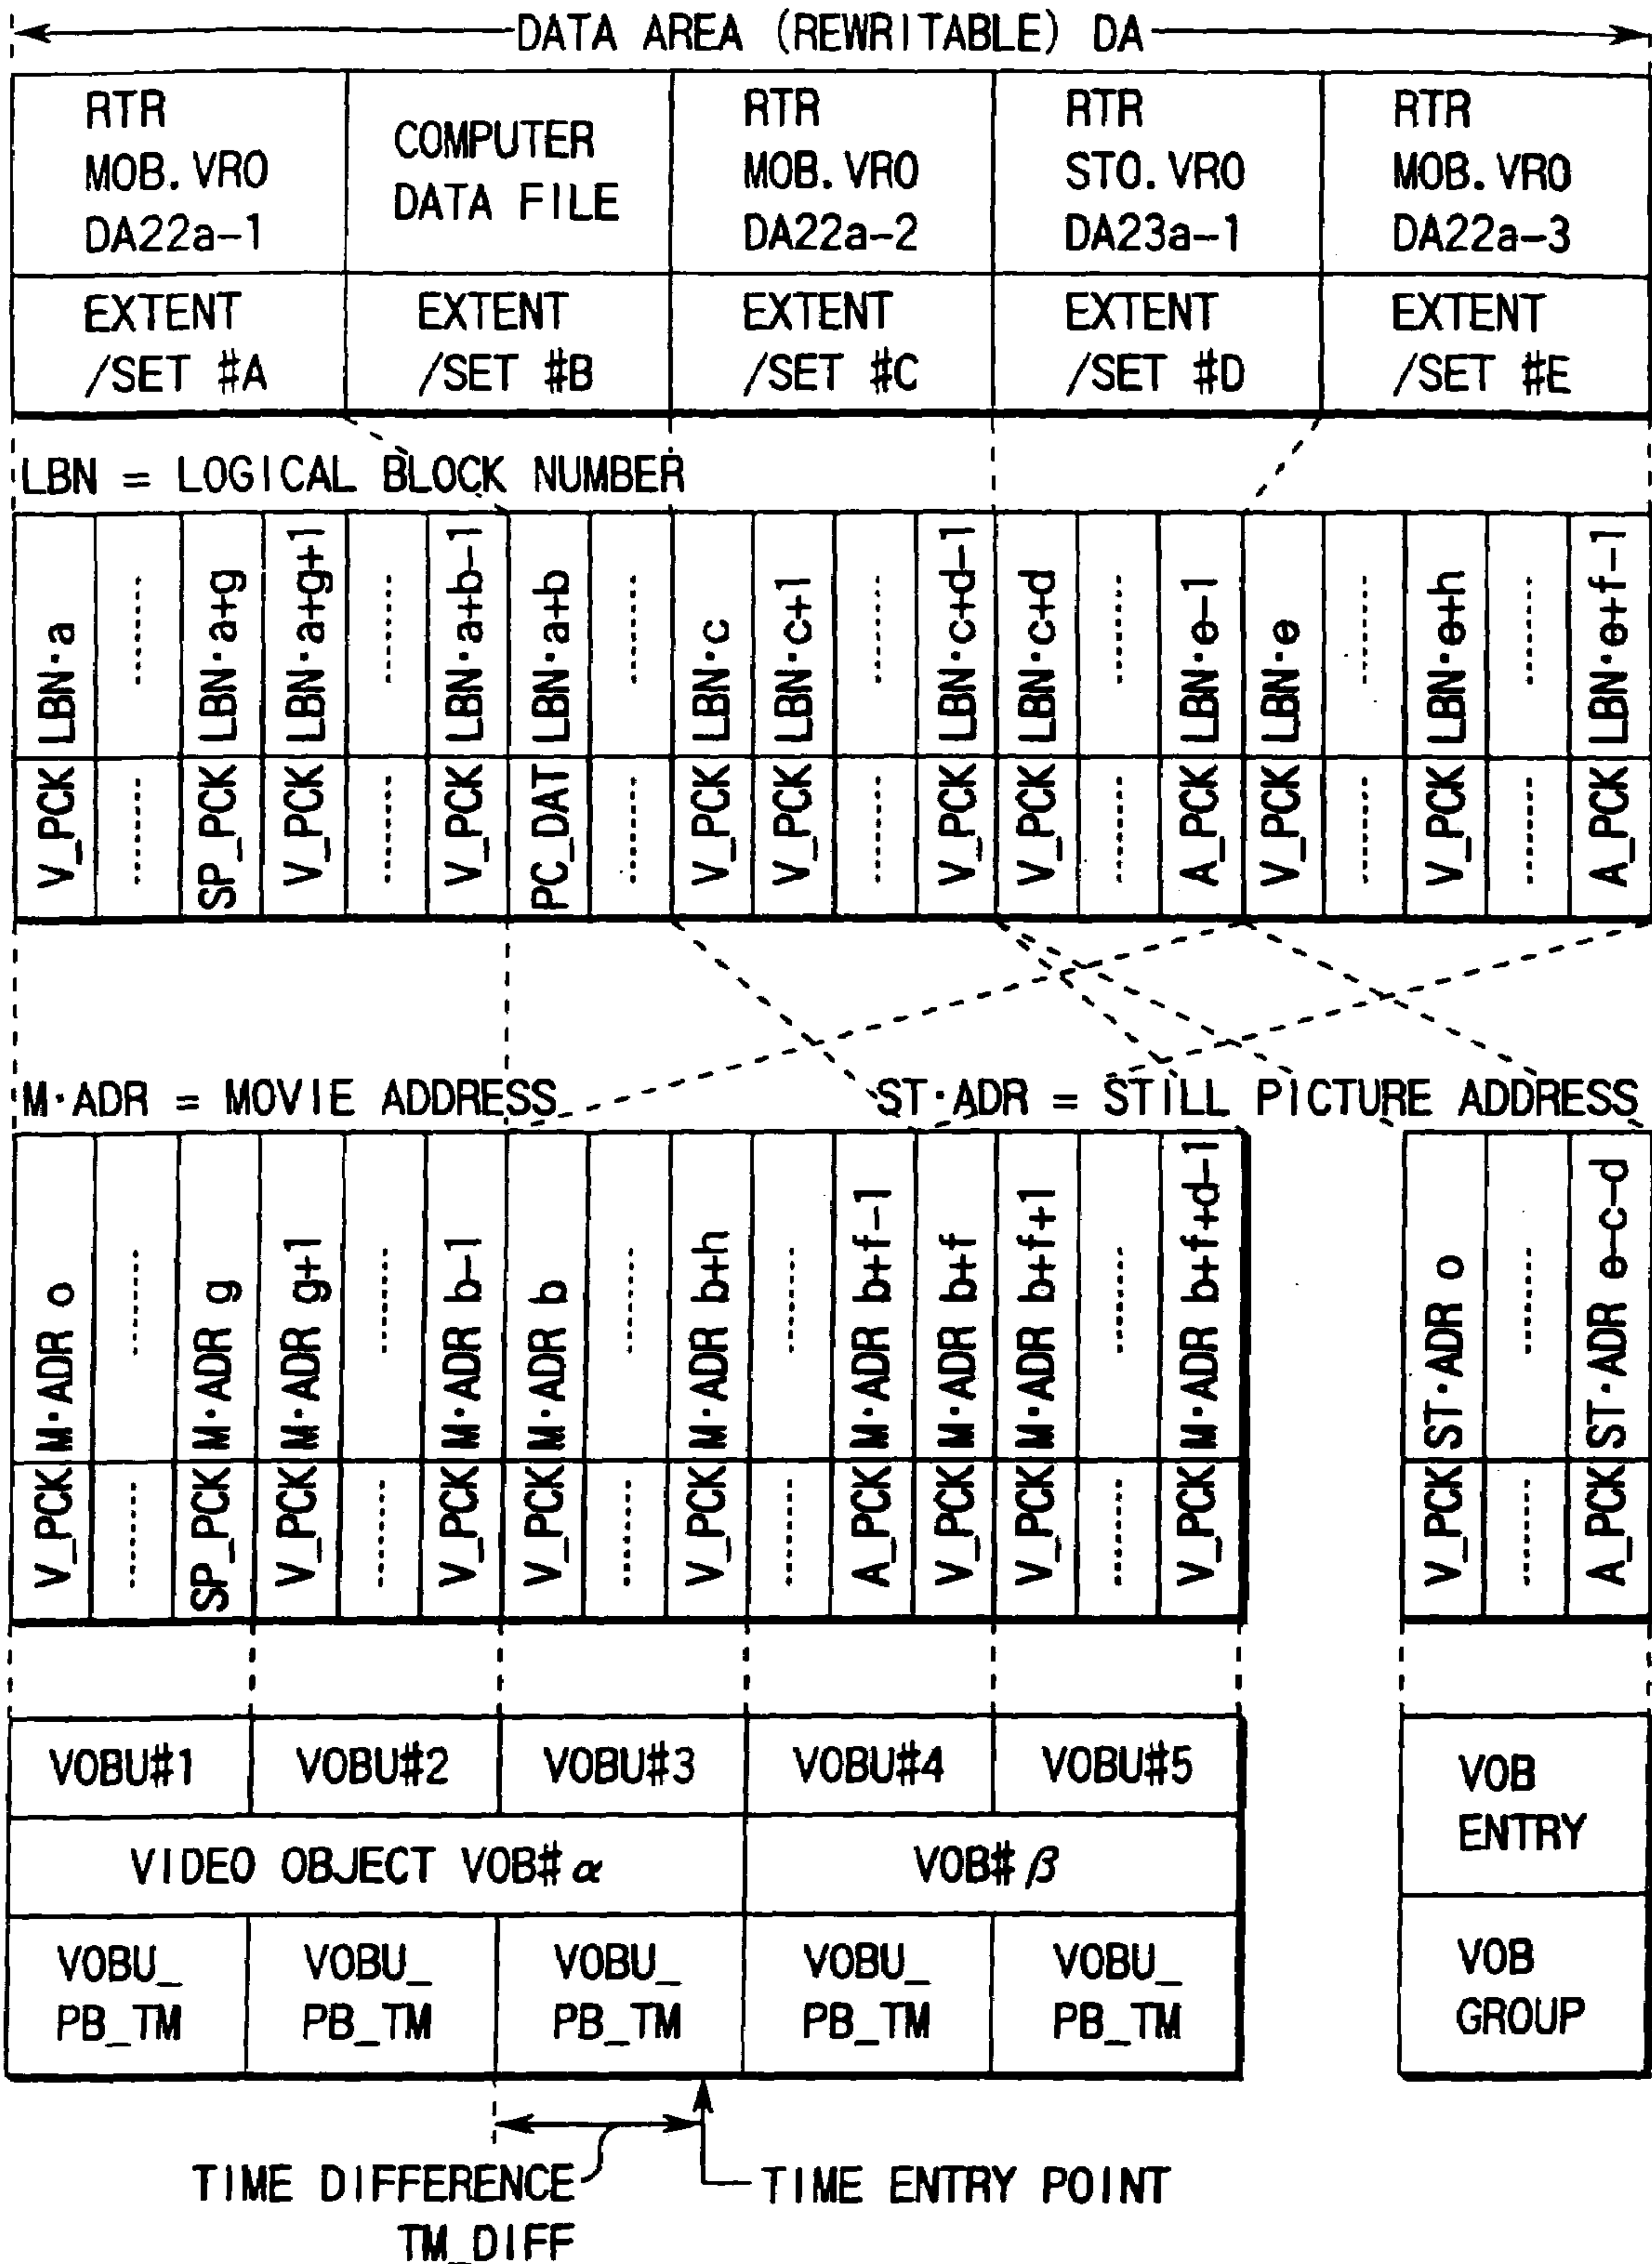 DATA AREA (REWRITABLE) DA
RTR
MOB.VRO
DA22a-1
COMPUTER
DATA FILE
RTR
MOB.VRO
DA22a-2
RTR
STO.VRO
DA23a-1
RTR
MOB.VRO
DA22a-3
EXTENT
/SET #A
EXTENT
/SET #B
EXTENT
/SET #C
EXTENT
/SET #D
EXTENT
/SET #E
LBN = LOGICAL BLOCK NUMBER
V_PCK LBN·a
SP_PCK LBN·a+g
V_PCK LBN·a+g+1
V_PCK LBN·a+b-1
PC_DAT LBN·a+b
V_PCK LBN·c
V_PCK LBN·c+1
V_PCK LBN·c+d-1
V_PCK LBN·c+d
A_PCK LBN·e-1
V_PCK LBN·e
V_PCK LBN·e+h
A_PCK LBN·e+f-1
M·ADR = MOVIE ADDRESS
ST·ADR = STILL PICTURE ADDRESS
V_PCK M·ADR o
SP_PCK M·ADR g
V_PCK M·ADR g+1
V_PCK M·ADR b-1
V_PCK M·ADR b
V_PCK M·ADR b+h
A_PCK M·ADR b+f-1
V_PCK M·ADR b+f
V_PCK M·ADR b+f+1
V_PCK M·ADR b+f+d-1
V_PCK ST·ADR o
A_PCK ST·ADR e-c-d
VOBU#1
VOBU#2
VOBU#3
VOBU#4
VOBU#5
VIDEO OBJECT VOB#α
VOB#β
VOB
ENTRY
VOBU_
PB_TM
VOBU_
PB_TM
VOBU_
PB_TM
VOBU_
PB_TM
VOBU_
PB_TM
VOB
GROUP
TIME DIFFERENCE
TM_DIFF
TIME ENTRY POINT